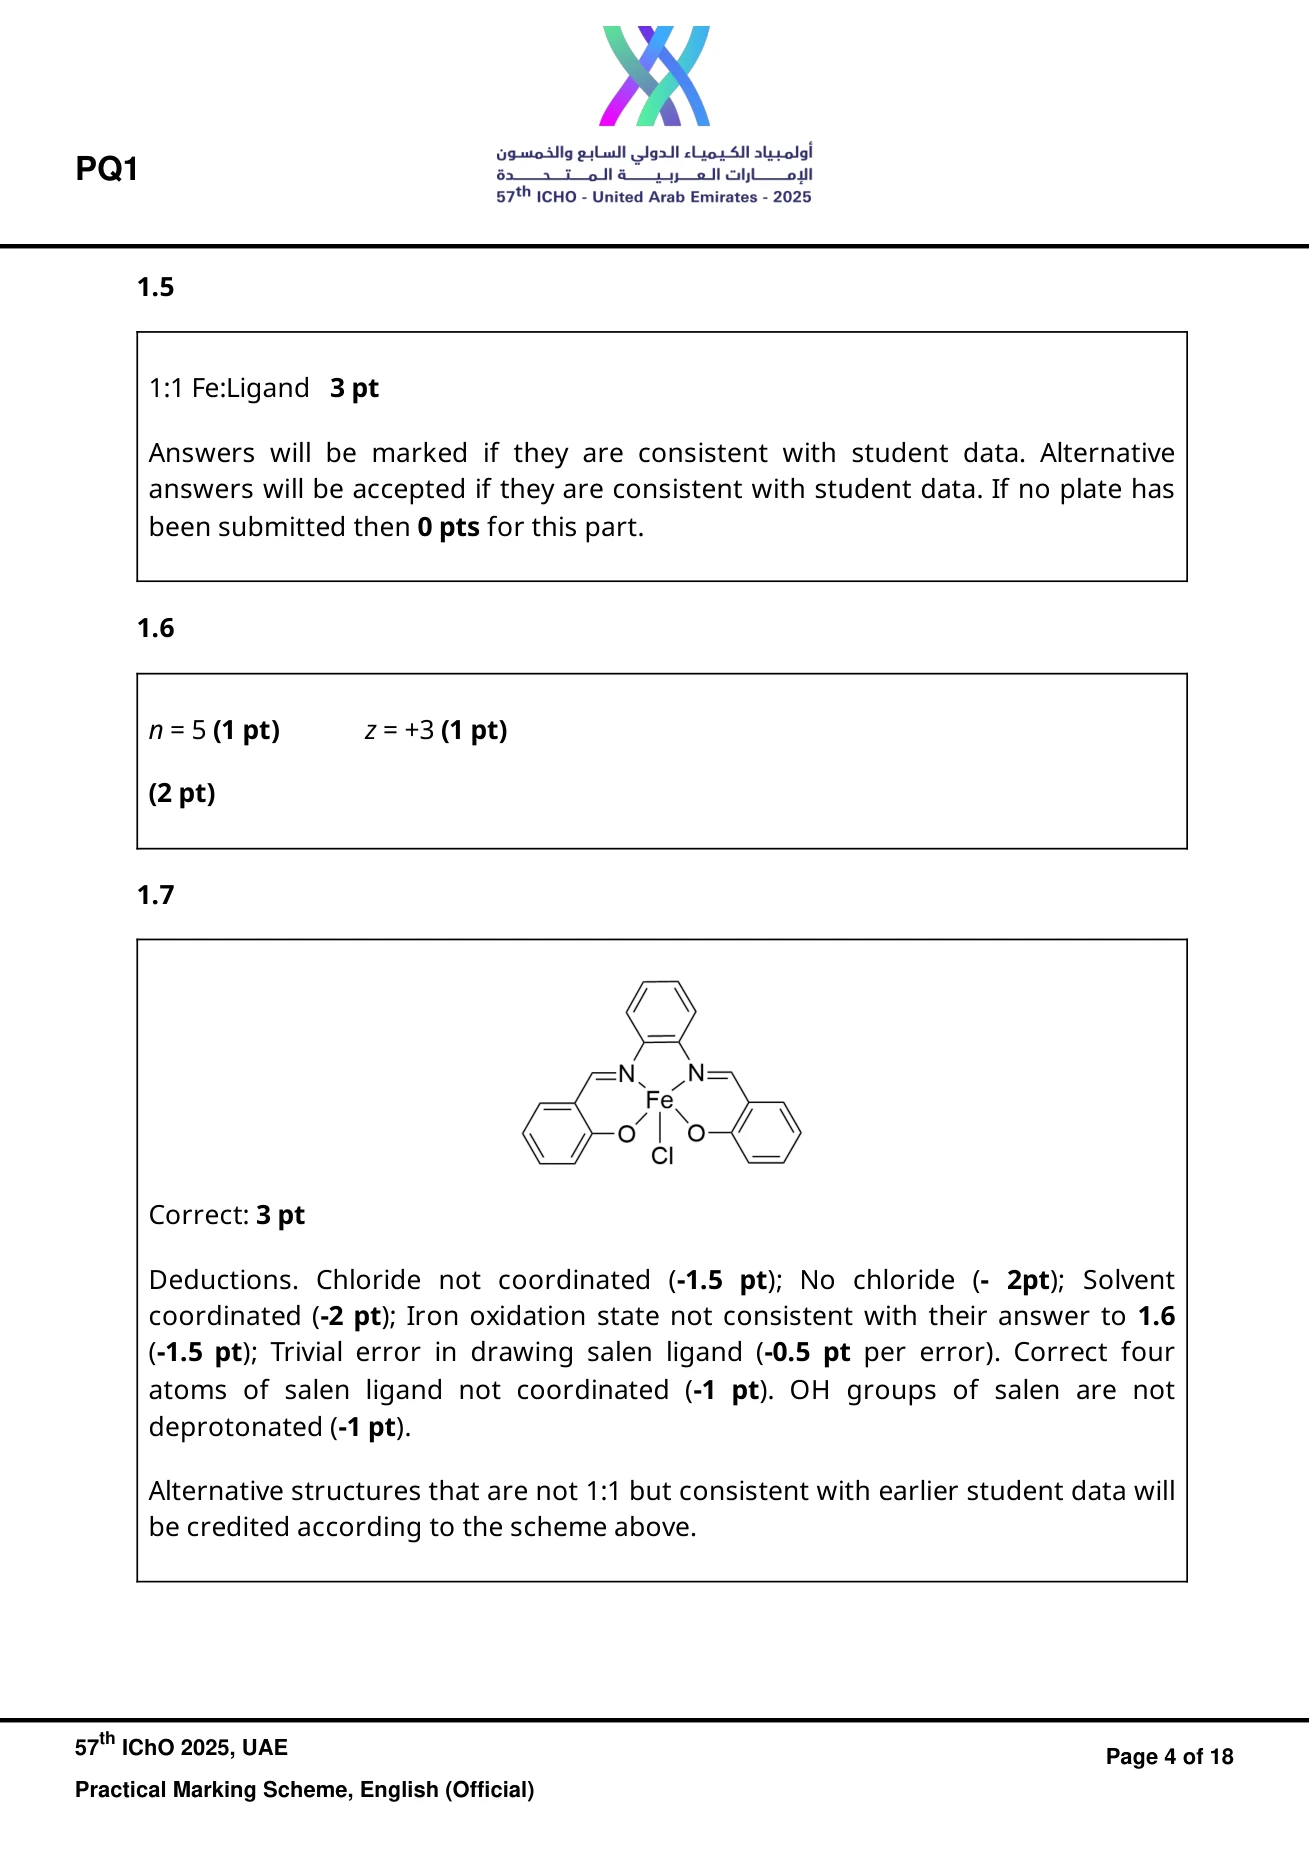 PQ1
أولمبياد الكيمياء الدولي السابع والخمسون
الإمـــارات العـــربيـــة المـتـحـــدة
57th ICHO - United Arab Emirates - 2025
1.5
1:1 Fe:Ligand 3 pt
Answers will be marked if they are consistent with student data. Alternative
answers will be accepted if they are consistent with student data. If no plate has
been submitted then 0 pts for this part.
1.6
n = 5 (1 pt) z = +3 (1 pt)
(2 pt)
1.7
N N
Fe
O O
Cl
Correct: 3 pt
Deductions. Chloride not coordinated (-1.5 pt); No chloride (- 2pt); Solvent
coordinated (-2 pt); Iron oxidation state not consistent with their answer to 1.6
(-1.5 pt); Trivial error in drawing salen ligand (-0.5 pt per error). Correct four
atoms of salen ligand not coordinated (-1 pt). OH groups of salen are not
deprotonated (-1 pt).
Alternative structures that are not 1:1 but consistent with earlier student data will
be credited according to the scheme above.
57th IChO 2025, UAE
Practical Marking Scheme, English (Official)
Page 4 of 18